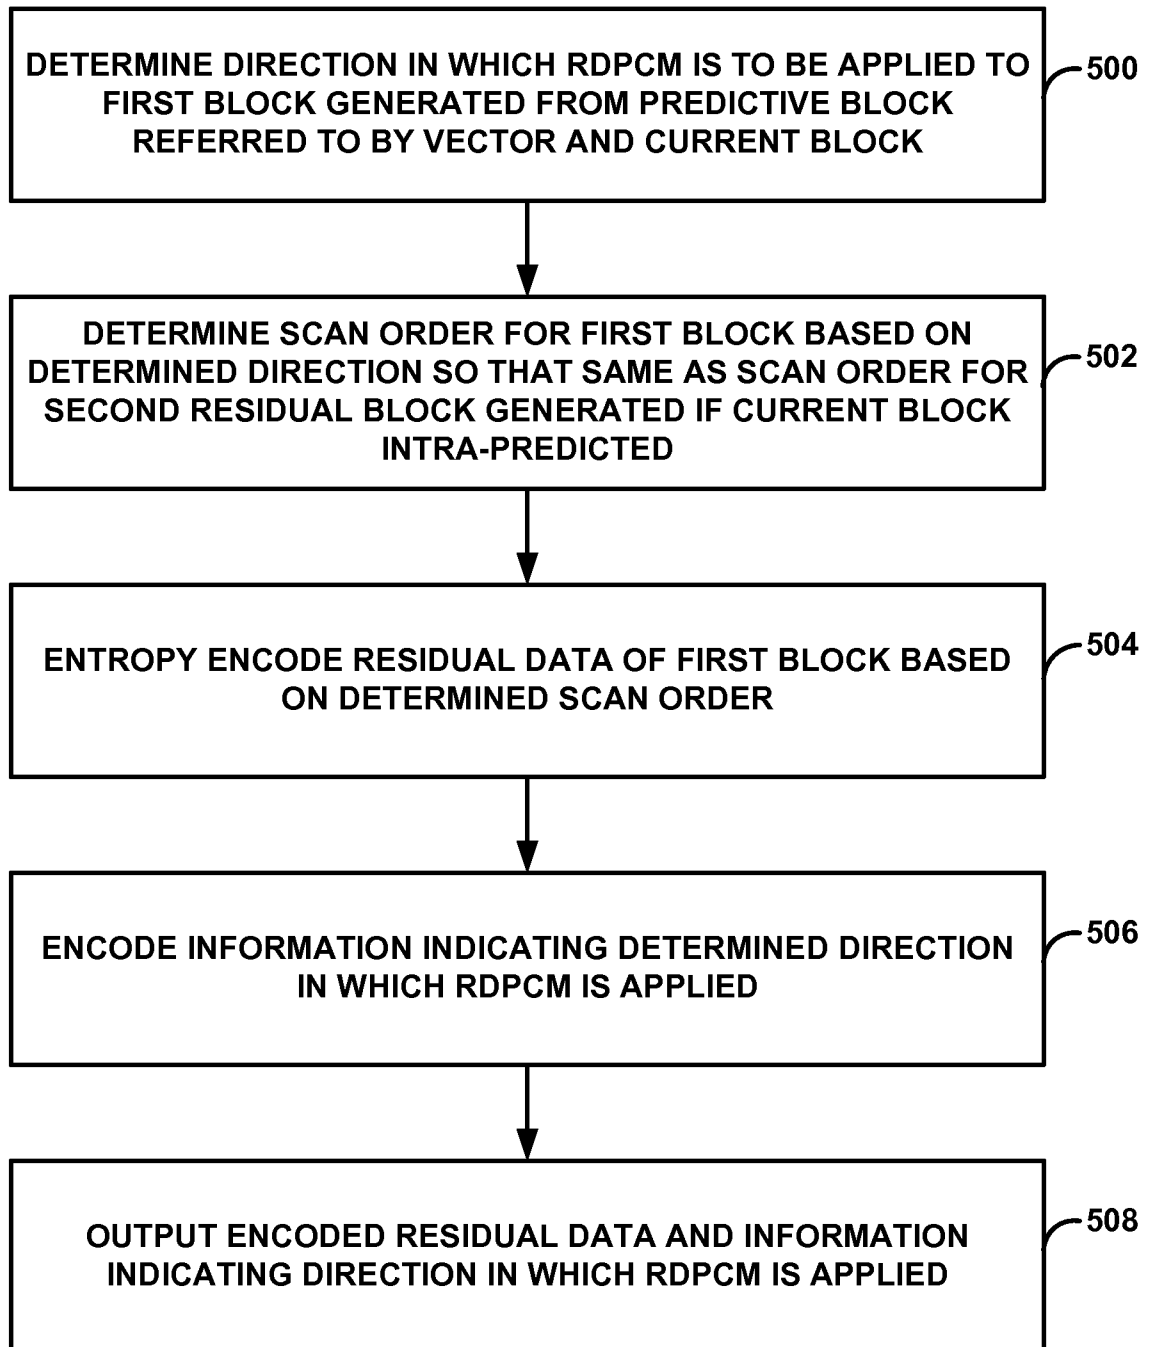 DETERMINE DIRECTION IN WHICH RDPCM IS TO BE APPLIED TO
FIRST BLOCK GENERATED FROM PREDICTIVE BLOCK
REFERRED TO BY VECTOR AND CURRENT BLOCK
500
DETERMINE SCAN ORDER FOR FIRST BLOCK BASED ON
DETERMINED DIRECTION SO THAT SAME AS SCAN ORDER FOR
SECOND RESIDUAL BLOCK GENERATED IF CURRENT BLOCK
INTRA-PREDICTED
502
ENTROPY ENCODE RESIDUAL DATA OF FIRST BLOCK BASED
ON DETERMINED SCAN ORDER
504
ENCODE INFORMATION INDICATING DETERMINED DIRECTION
IN WHICH RDPCM IS APPLIED
506
OUTPUT ENCODED RESIDUAL DATA AND INFORMATION
INDICATING DIRECTION IN WHICH RDPCM IS APPLIED
508